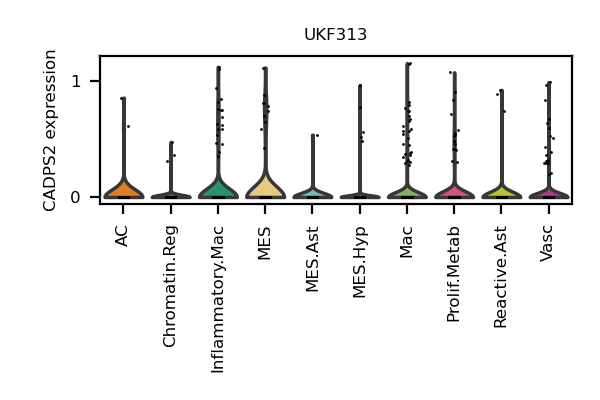 UKF313
CADPS2 expression
1
0
AC
Chromatin.Reg
Inflammatory.Mac
MES
MES.Ast
MES.Hyp
Mac
Prolif.Metab
Reactive.Ast
Vasc